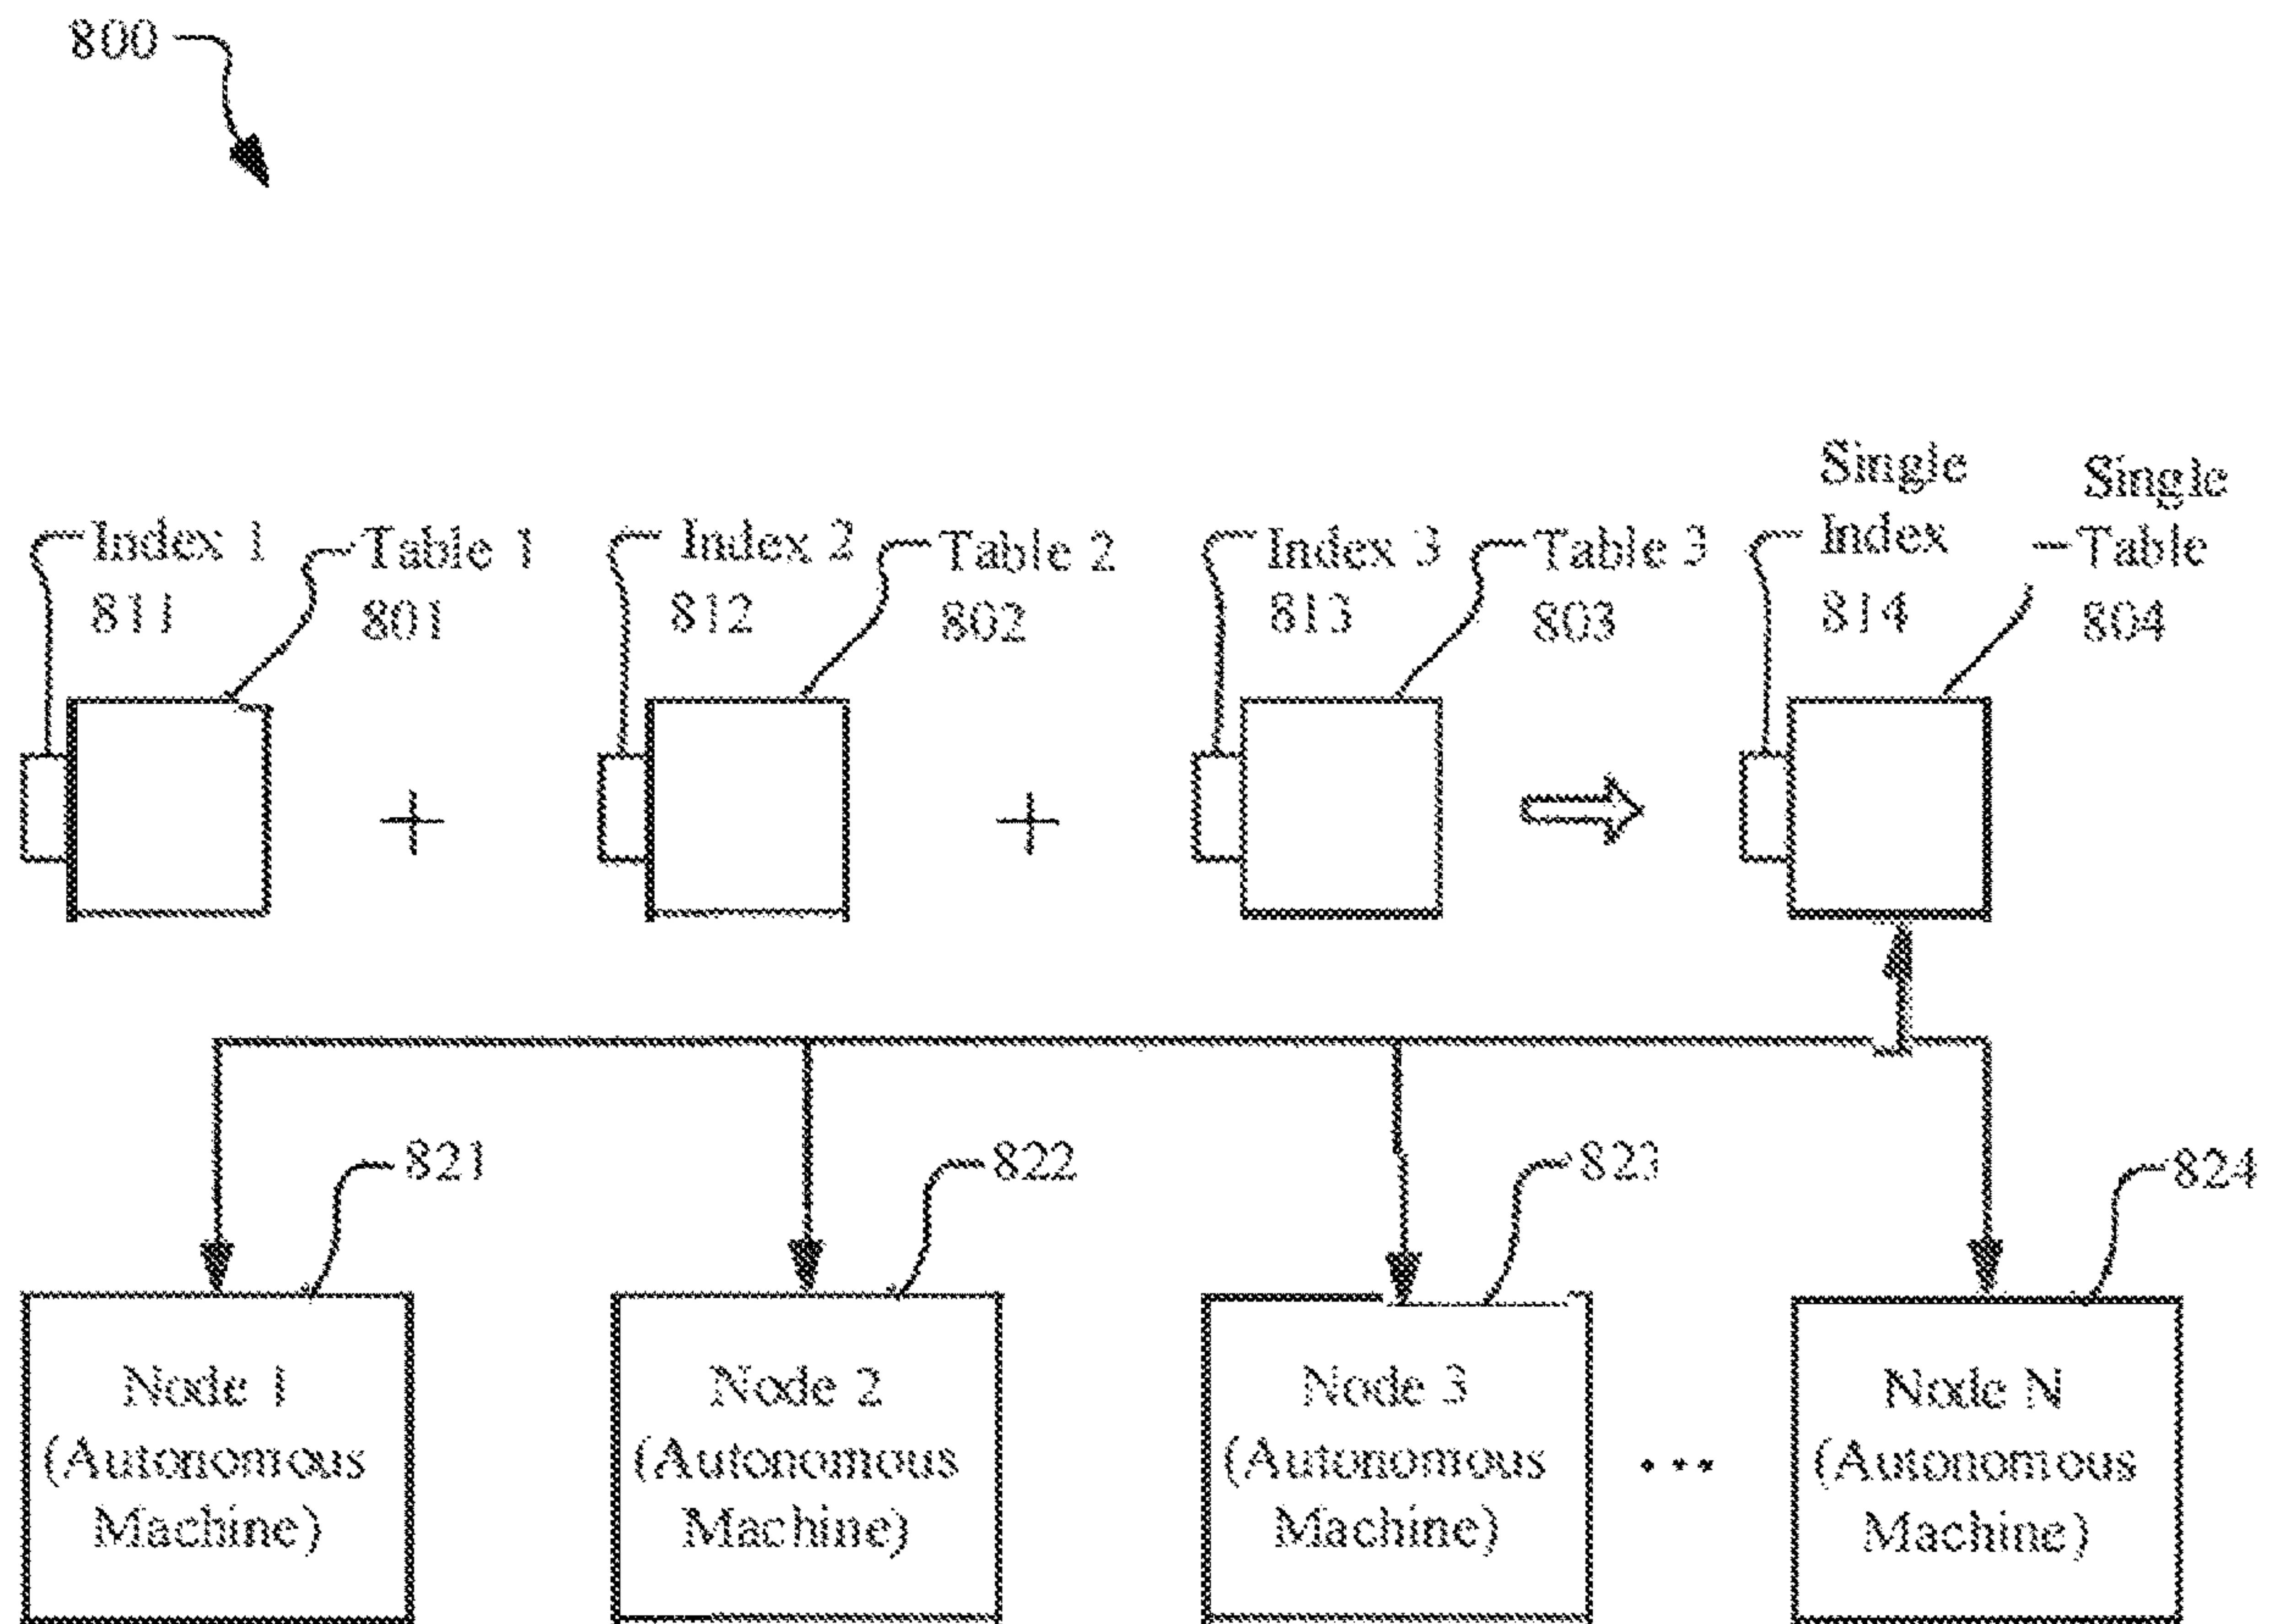 800
Index 1
811
Table 1
801
Index 2
812
Table 2
802
Index 3
813
Table 3
803
Single
Index
814
Single
Table
804
821
822
823
824
Node 1
(Autonomous
Machine)
Node 2
(Autonomous
Machine)
Node 3
(Autonomous
Machine)
...
Node N
(Autonomous
Machine)